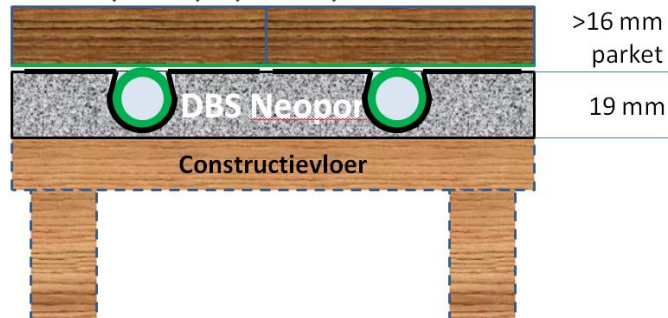 >16 mm
parket
DBS Neopor
19 mm
Constructievloer